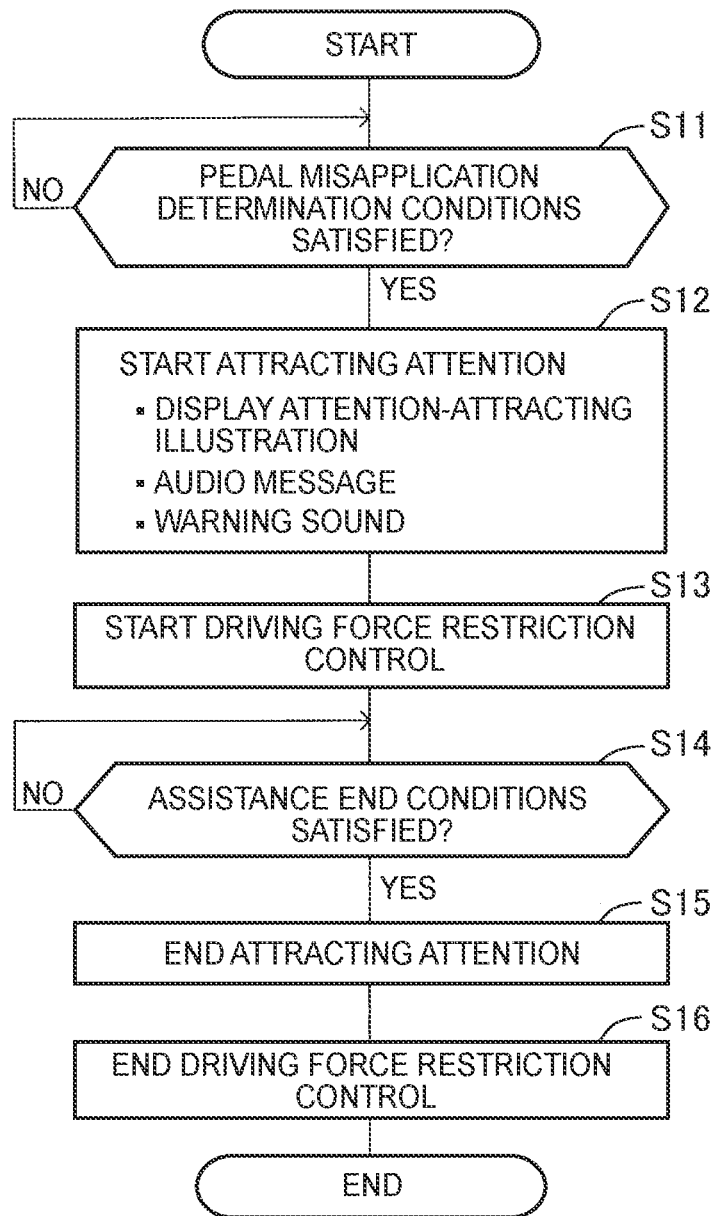 START
S11
PEDAL MISAPPLICATION
DETERMINATION CONDITIONS
SATISFIED?
NO
YES
S12
START ATTRACTING ATTENTION
▪ DISPLAY ATTENTION-ATTRACTING
ILLUSTRATION
▪ AUDIO MESSAGE
▪ WARNING SOUND
S13
START DRIVING FORCE RESTRICTION
CONTROL
S14
NO
ASSISTANCE END CONDITIONS
SATISFIED?
YES
S15
END ATTRACTING ATTENTION
S16
END DRIVING FORCE RESTRICTION
CONTROL
END